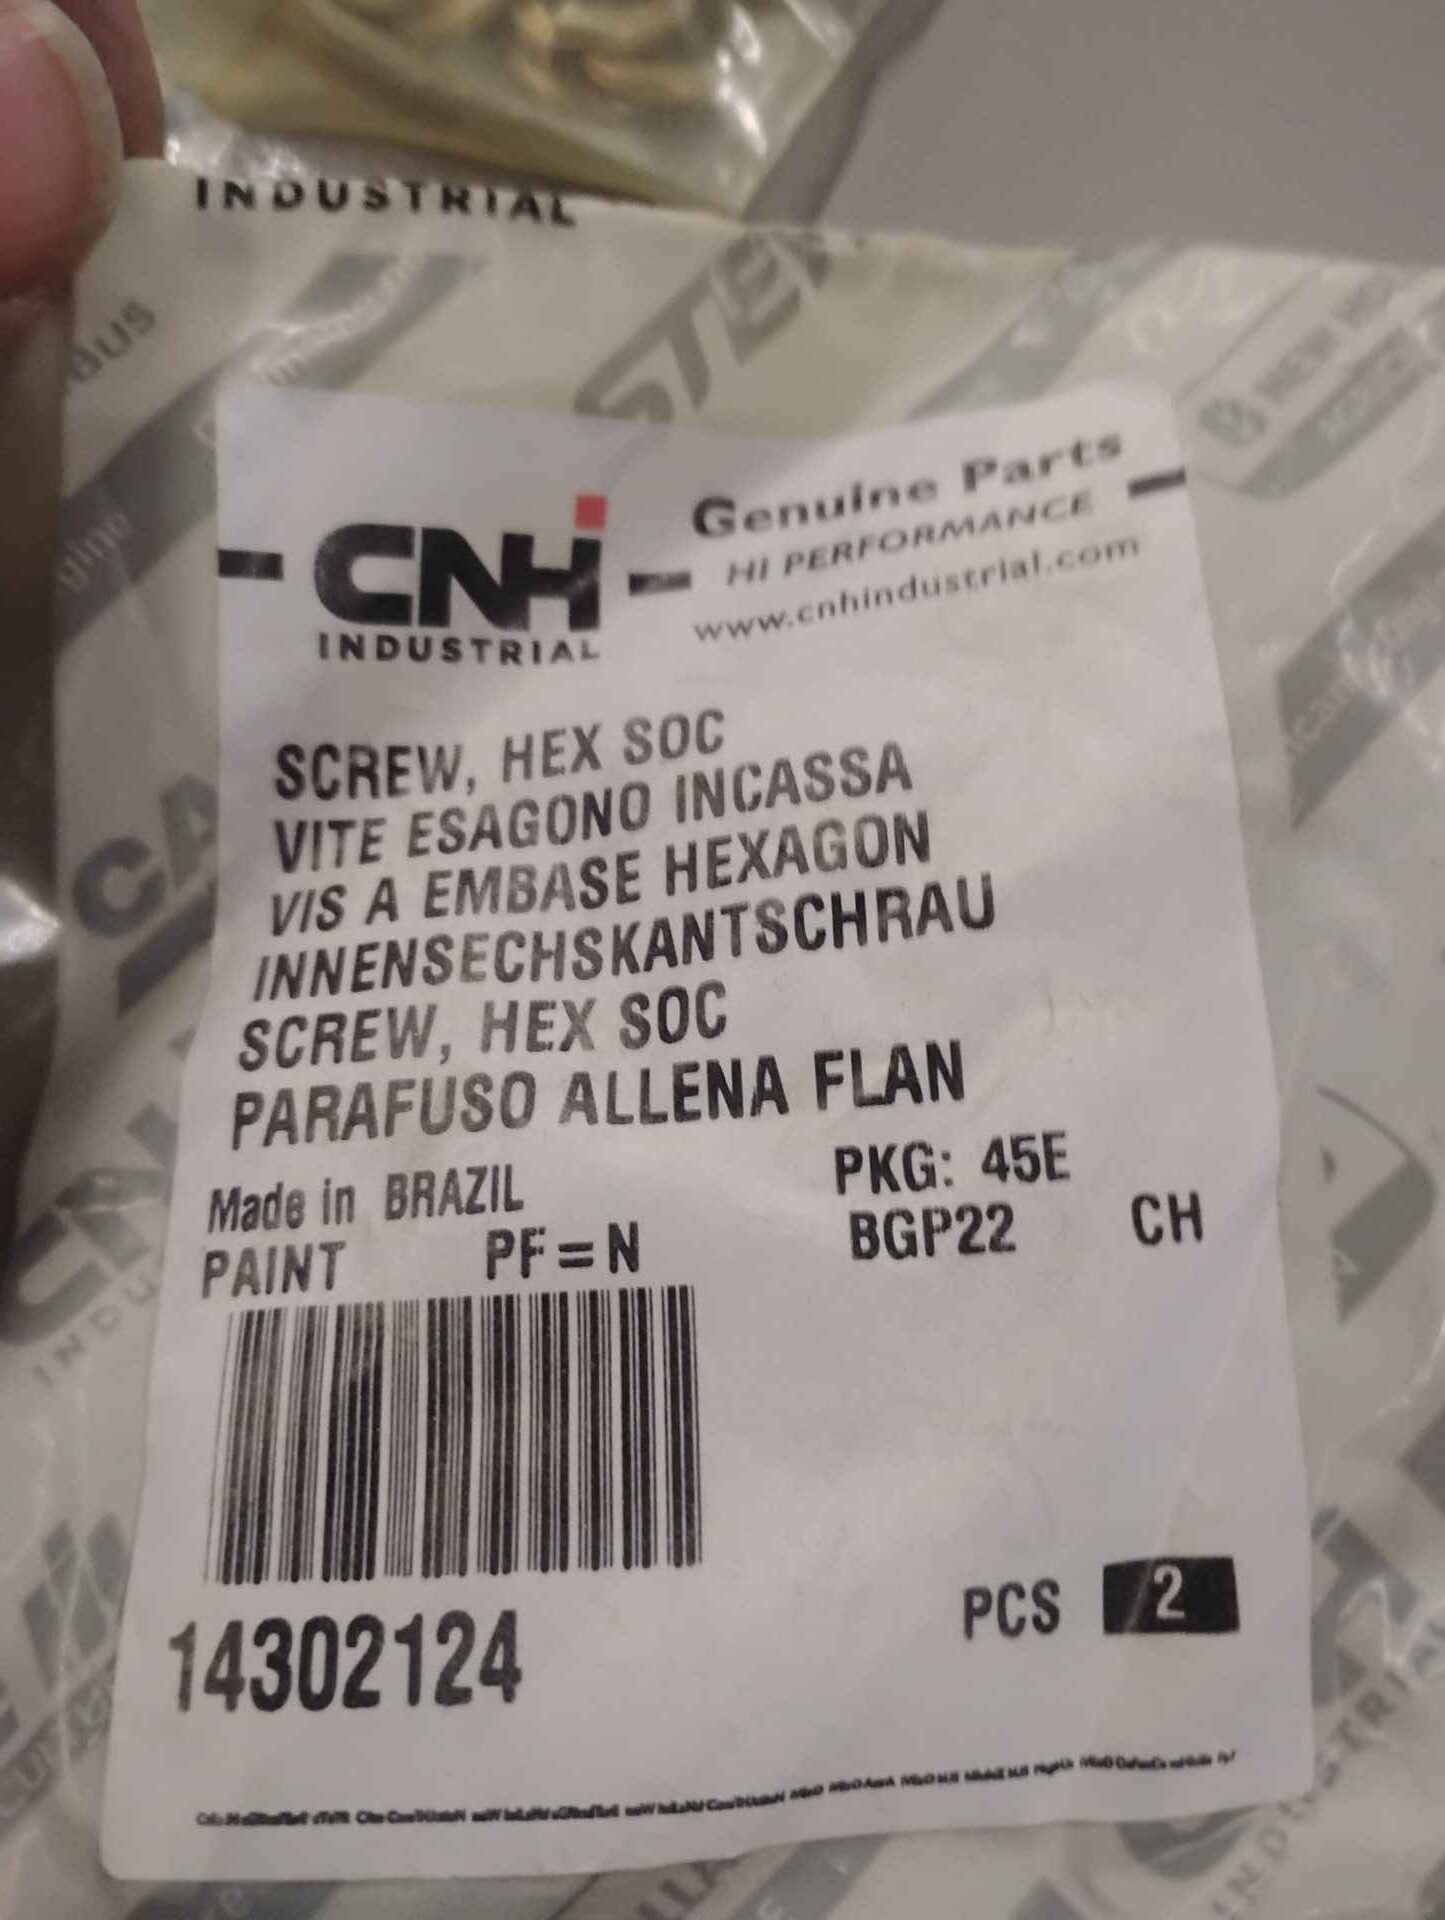 INDUSTRIAL
BUS
STEY
CNH
INDUSTRIAL
Genuine Parts
HI PERFORMANCE
www.cnhindustrial.com
SCREW, HEX SOC
VITE ESAGONO INCASSA
VIS A EMBASE HEXAGON
INNENSECHSKANTSCHRAU
SCREW, HEX SOC
PARAFUSO ALLENA FLAN
Made in BRAZIL
PKG: 45E
PAINT PF=N
BGP22 CH
14302124
PCS 2